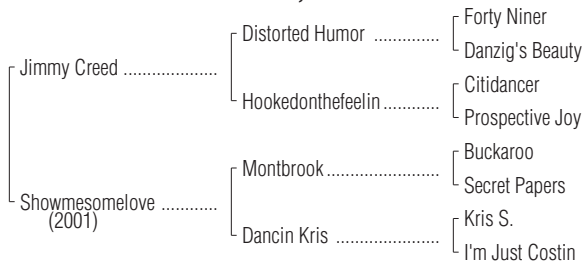 Forty Niner
Distorted Humor ..............
Danzig's Beauty
Jimmy Creed ....................
Citidancer
Hookedonthefeelin ............
Prospective Joy
Buckaroo
Montbrook ........................
Secret Papers
Showmesomelove ............
(2001)
Kris S.
Dancin Kris ......................
I'm Just Costin